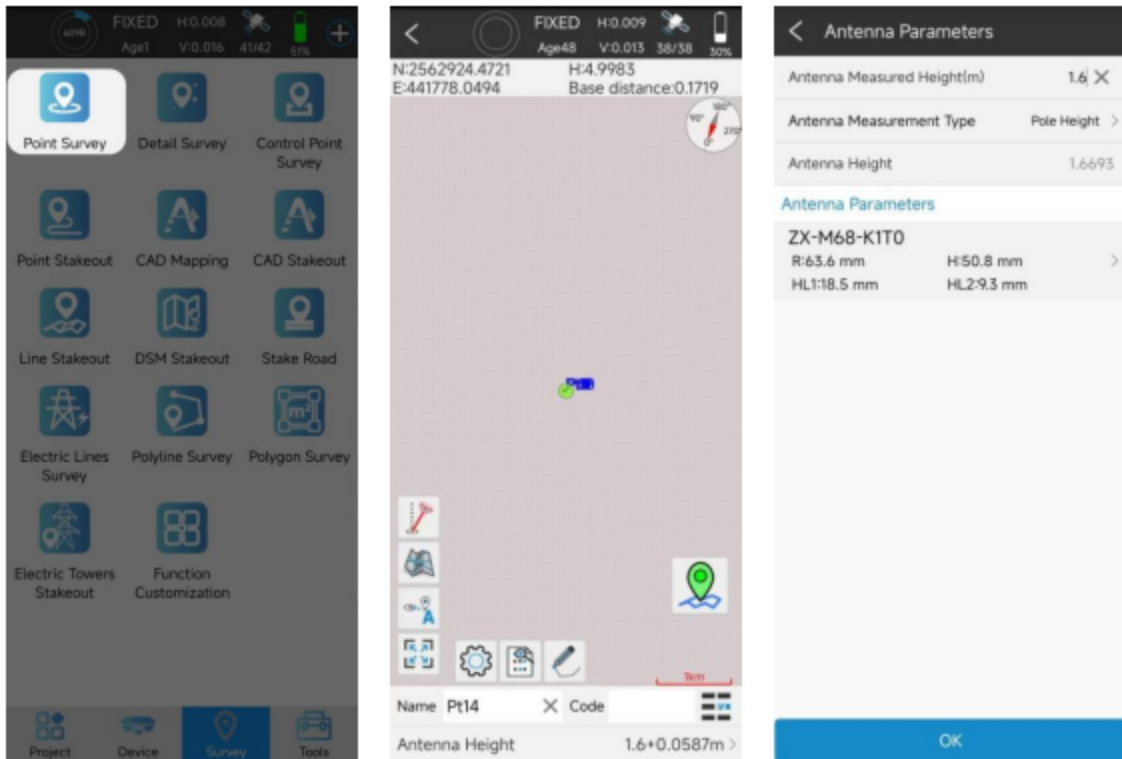 FIXED H:0.008
Age1 V:0.016 41/42 51%
Point Survey Detail Survey Control Point
Survey
Point Stakeout CAD Mapping CAD Stakeout
Line Stakeout DSM Stakeout Stake Road
Electric Lines Polyline Survey Polygon Survey
Survey
Electric Towers Function
Stakeout Customization
Project Device Survey Tools
FIXED H:0.009
Age48 V:0.013 38/38 30%
N:2562924.4721 H:4.9983
E:441778.0494 Base distance:0.1719
180°
90° 270°
0°
A
1km
Name Pt14 Code
Antenna Height 1.6+0.0587m
Antenna Parameters
Antenna Measured Height(m) 1.6
Antenna Measurement Type Pole Height
Antenna Height 1.6693
Antenna Parameters
ZX-M68-K1T0
R:63.6 mm H:50.8 mm
HL1:18.5 mm HL2:9.3 mm
OK